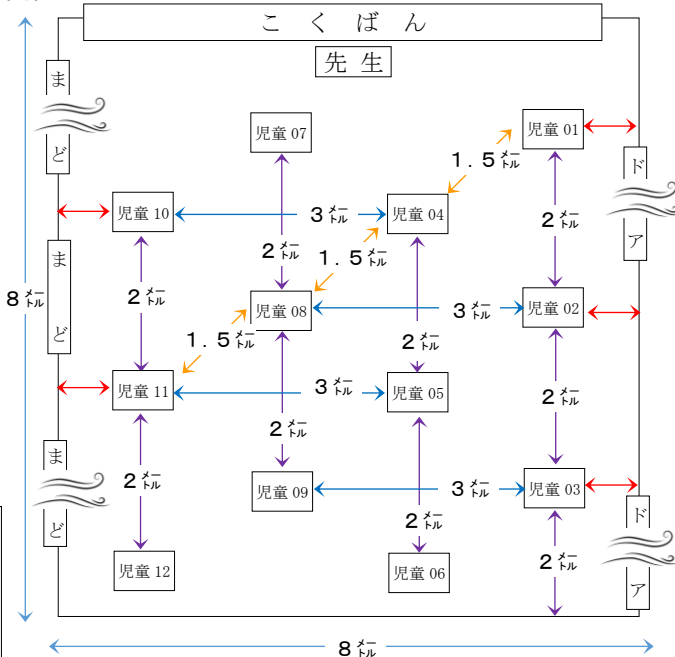 こくばん
先生
まど
児童 07
児童 01
1.5メートル
ドア
児童 10
3メートル
児童 04
2メートル
2メートル
1.5メートル
8メートル
まど
2メートル
児童 08
3メートル
児童 02
1.5メートル
2メートル
児童 11
3メートル
児童 05
2メートル
2メートル
まど
2メートル
児童 09
3メートル
児童 03
ドア
2メートル
2メートル
児童 12
児童 06
8メートル